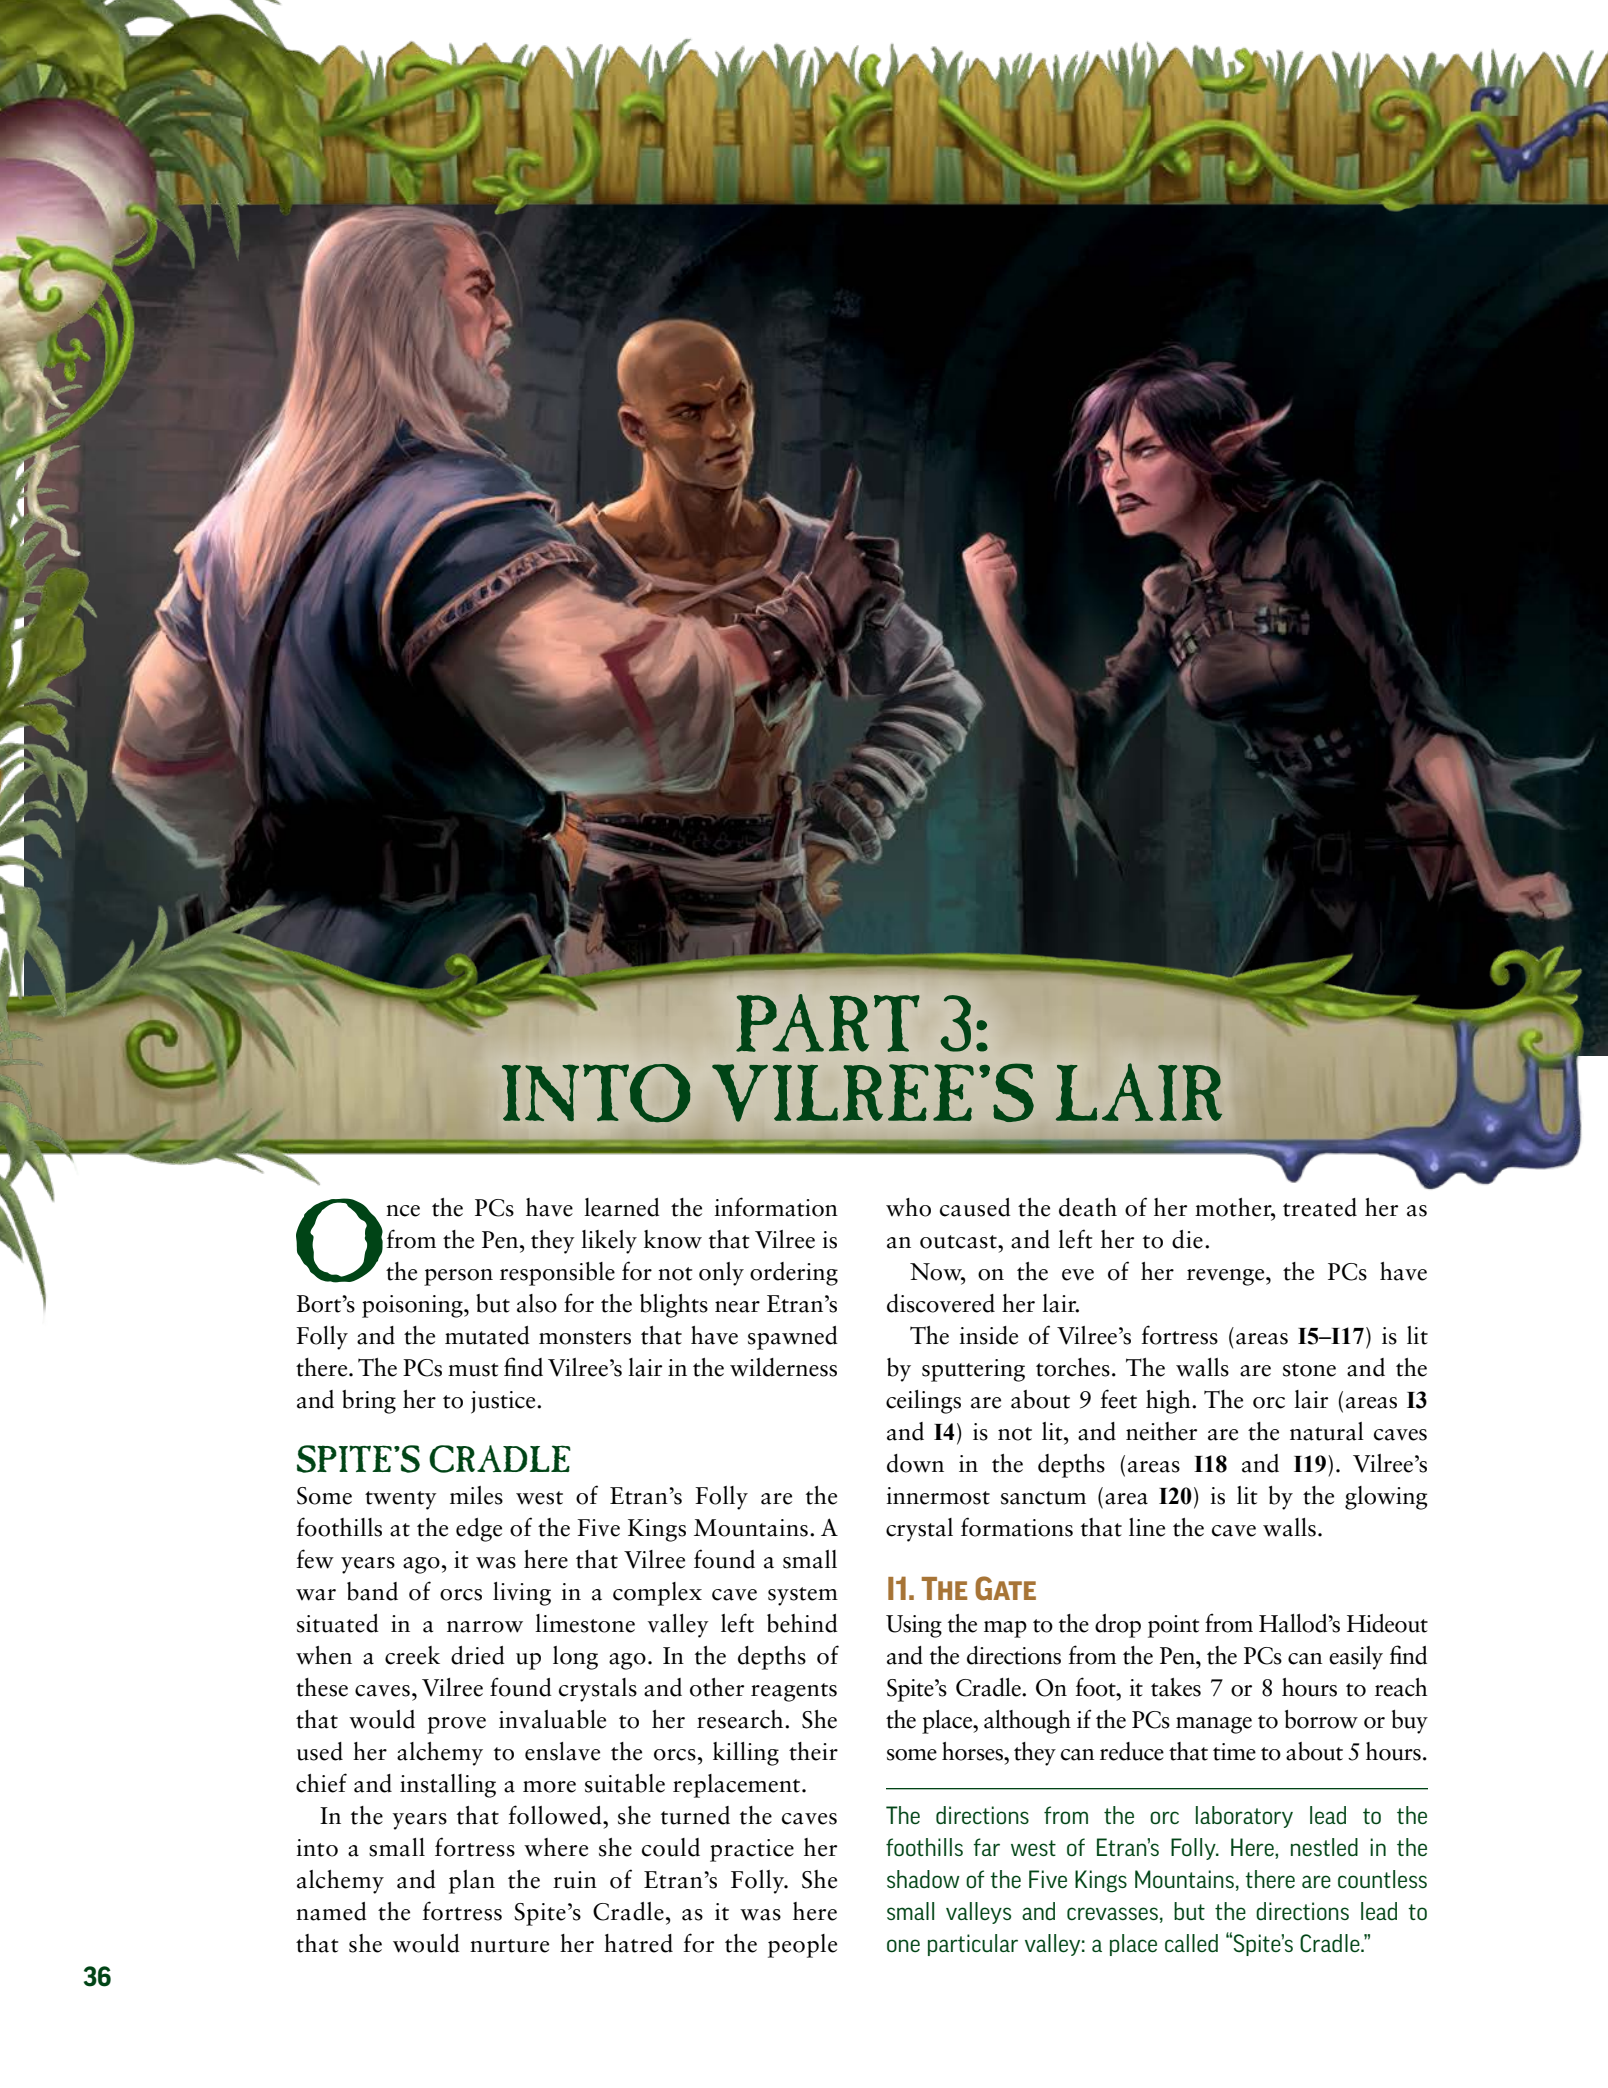 PART 3:
INTO VILREE'S LAIR
Once the PCs have learned the information
from the Pen, they likely know that Vilree is
the person responsible for not only ordering
Bort's poisoning, but also for the blights near Etran's
Folly and the mutated monsters that have spawned
there. The PCs must find Vilree's lair in the wilderness
and bring her to justice.
SPITE'S CRADLE
Some twenty miles west of Etran's Folly are the
foothills at the edge of the Five Kings Mountains. A
few years ago, it was here that Vilree found a small
war band of orcs living in a complex cave system
situated in a narrow limestone valley left behind
when a creek dried up long ago. In the depths of
these caves, Vilree found crystals and other reagents
that would prove invaluable to her research. She
used her alchemy to enslave the orcs, killing their
chief and installing a more suitable replacement.
In the years that followed, she turned the caves
into a small fortress where she could practice her
alchemy and plan the ruin of Etran's Folly. She
named the fortress Spite's Cradle, as it was here
that she would nurture her hatred for the people
who caused the death of her mother, treated her as
an outcast, and left her to die.
Now, on the eve of her revenge, the PCs have
discovered her lair.
The inside of Vilree's fortress (areas I5–I17) is lit
by sputtering torches. The walls are stone and the
ceilings are about 9 feet high. The orc lair (areas I3
and I4) is not lit, and neither are the natural caves
down in the depths (areas I18 and I19). Vilree's
innermost sanctum (area I20) is lit by the glowing
crystal formations that line the cave walls.
I1. THE GATE
Using the map to the drop point from Hallod's Hideout
and the directions from the Pen, the PCs can easily find
Spite's Cradle. On foot, it takes 7 or 8 hours to reach
the place, although if the PCs manage to borrow or buy
some horses, they can reduce that time to about 5 hours.
The directions from the orc laboratory lead to the
foothills far west of Etran's Folly. Here, nestled in the
shadow of the Five Kings Mountains, there are countless
small valleys and crevasses, but the directions lead to
one particular valley: a place called "Spite's Cradle."
36